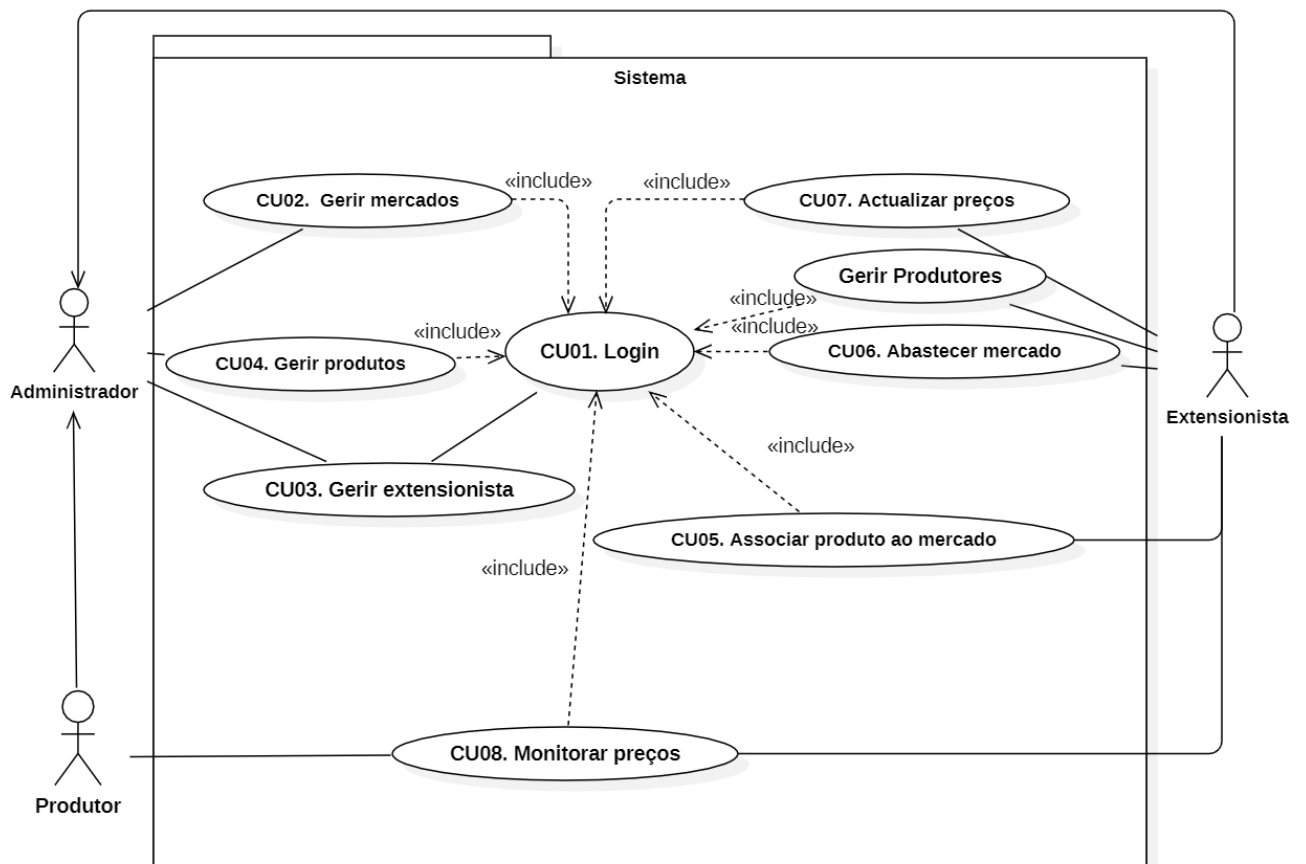 Sistema
«include»
«include»
CU02.  Gerir mercados
CU07. Actualizar preços
Gerir Produtores
«include»
«include»
«include»
CU01. Login
CU06. Abastecer mercado
CU04. Gerir produtos
Administrador
Extensionista
«include»
CU03. Gerir extensionista
CU05. Associar produto ao mercado
«include»
CU08. Monitorar preços
Produtor